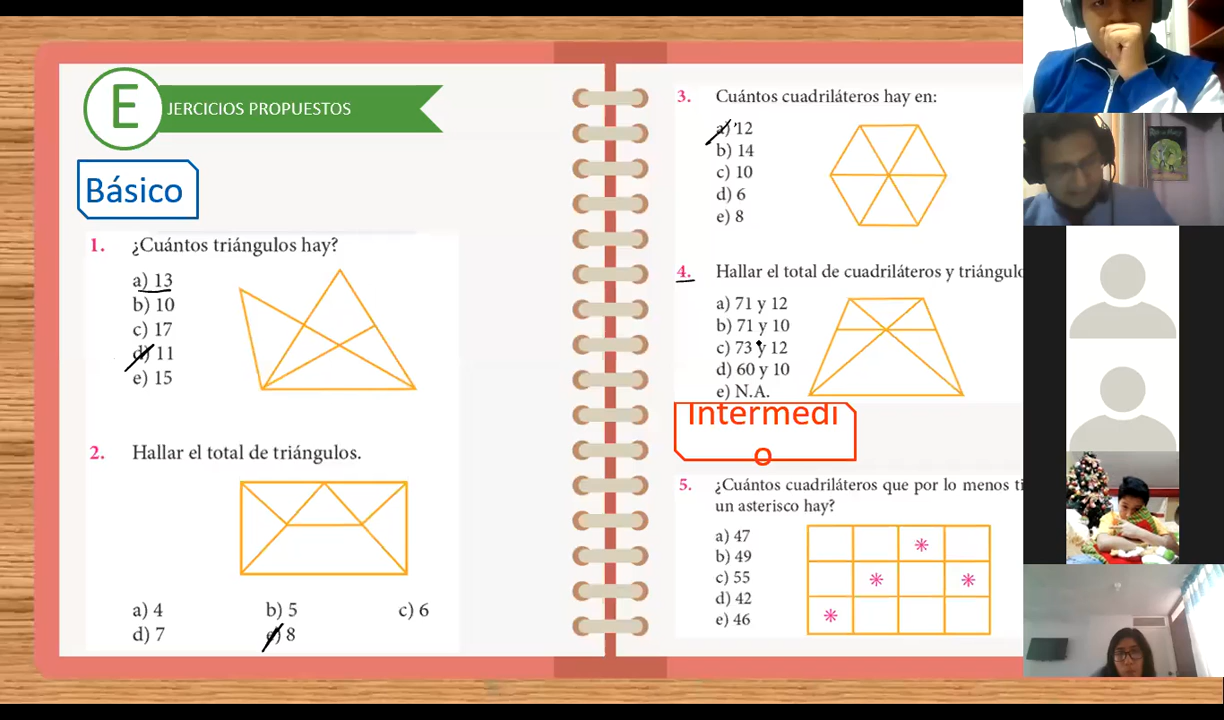 E
JERCICIOS PROPUESTOS
Básico
1. ¿Cuántos triángulos hay?
a) 13
b) 10
c) 17
d) 11
e) 15
2. Hallar el total de triángulos.
a) 4 b) 5 c) 6
d) 7 e) 8
3. Cuántos cuadriláteros hay en:
a) 12
b) 14
c) 10
d) 6
e) 8
4. Hallar el total de cuadriláteros y triángulo
a) 71 y 12
b) 71 y 10
c) 73 y 12
d) 60 y 10
e) N.A.
Intermedi
o
5. ¿Cuántos cuadriláteros que por lo menos ti
un asterisco hay?
a) 47
b) 49
c) 55
d) 42
e) 46